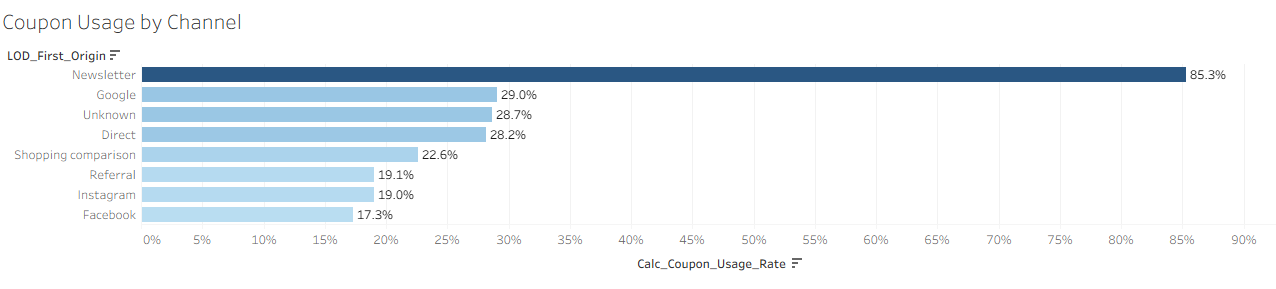 Coupon Usage by Channel
LOD_First_Origin
Newsletter 85.3%
Google 29.0%
Unknown 28.7%
Direct 28.2%
Shopping comparison 22.6%
Referral 19.1%
Instagram 19.0%
Facebook 17.3%
0% 5% 10% 15% 20% 25% 30% 35% 40% 45% 50% 55% 60% 65% 70% 75% 80% 85% 90%
Calc_Coupon_Usage_Rate